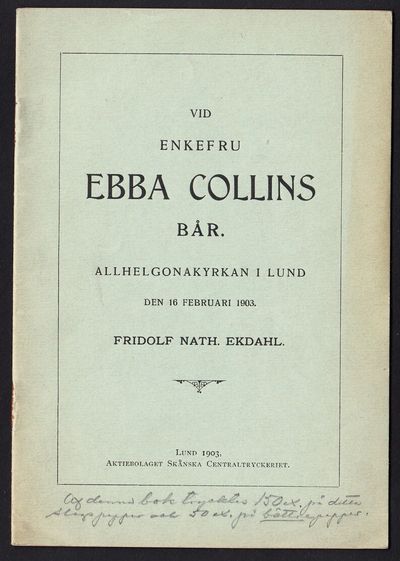 VID
ENKEFRU
EBBA COLLINS
BÅR.
ALLHELGONAKYRKAN I LUND
DEN 16 FEBRUARI 1903.
FRIDOLF NATH. EKDAHL.
LUND 1903,
AKTIEBOLAGET SKÅNSKA CENTRALTRYCKERIET.
Af denna bok trycktes 150 ex. på detta
slags papper och 50 ex. på bättre papper.